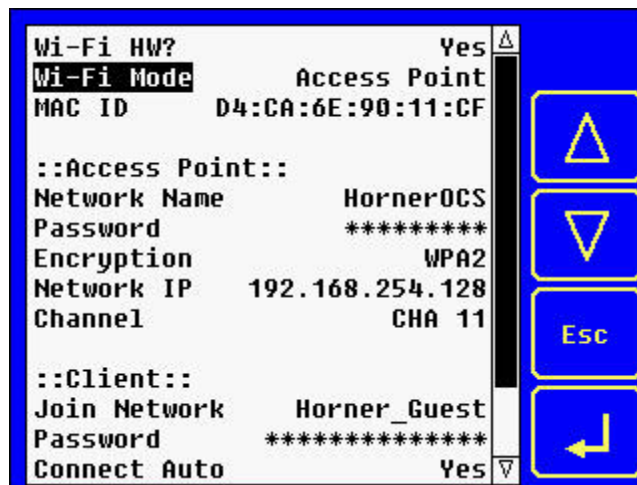 Wi-Fi HW? Yes
Wi-Fi Mode Access Point
MAC ID D4:CA:6E:90:11:CF
::Access Point::
Network Name HornerOCS
Password *********
Encryption WPA2
Network IP 192.168.254.128
Channel CHA 11
::Client::
Join Network Horner_Guest
Password **************
Connect Auto Yes
Esc